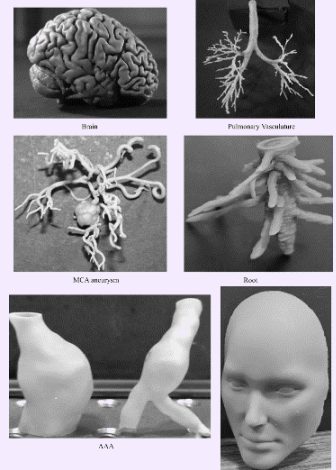 Brain
Pulmonary Vasculature
MCA aneurysm
Root
AAA